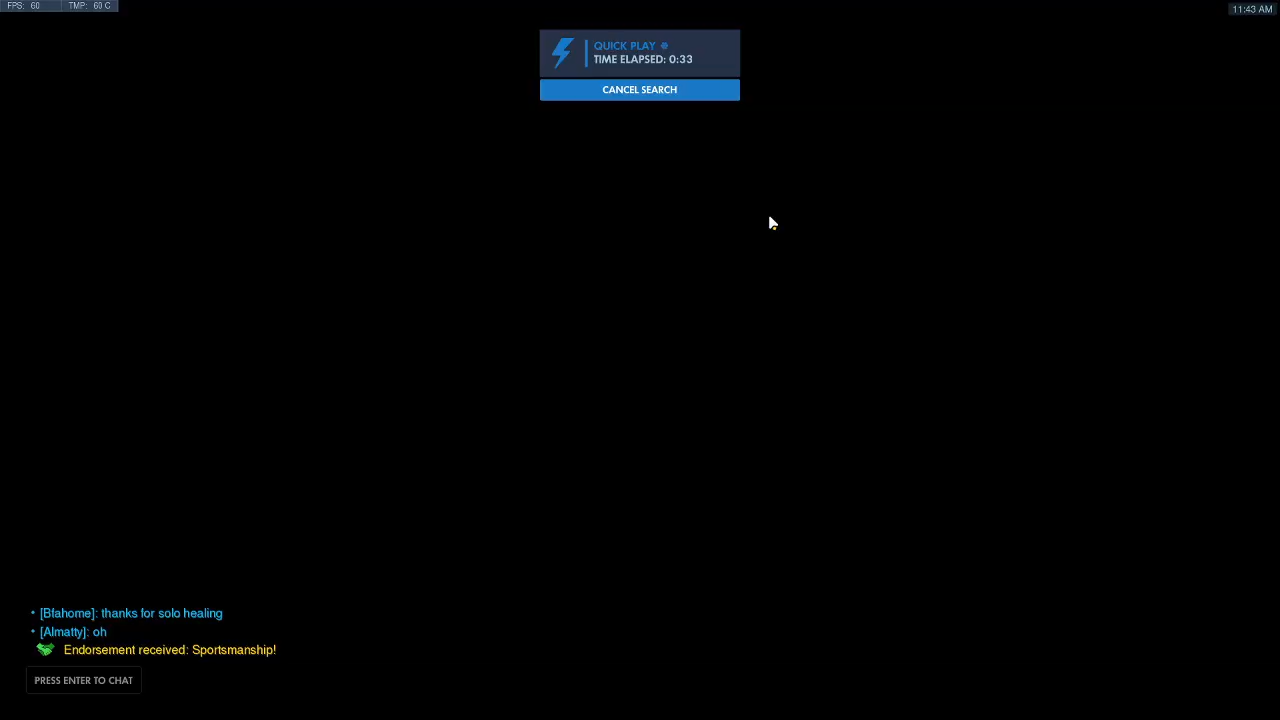 FPS: 60 TMP: 60 C
11:43 AM
QUICK PLAY
TIME ELAPSED: 0:33
CANCEL SEARCH
• [Bfahome]: thanks for solo healing
• [Almatty]: oh
Endorsement received: Sportsmanship!
PRESS ENTER TO CHAT